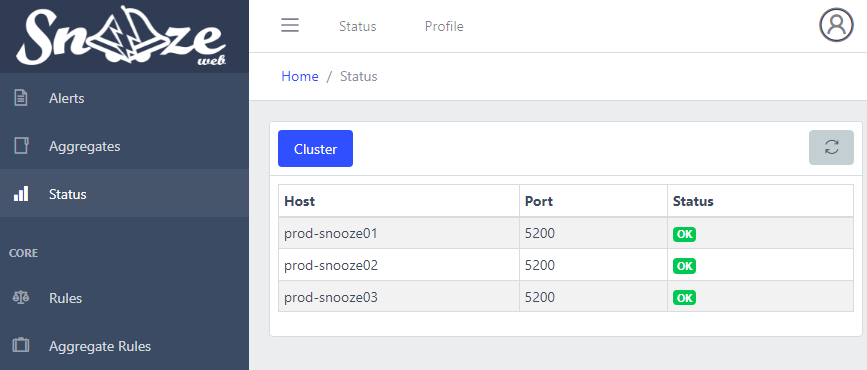 Snooze
web
Status Profile
Home / Status
Alerts
Aggregates
Status
CORE
Rules
Aggregate Rules
Cluster
Host Port Status
prod-snooze01 5200 OK
prod-snooze02 5200 OK
prod-snooze03 5200 OK